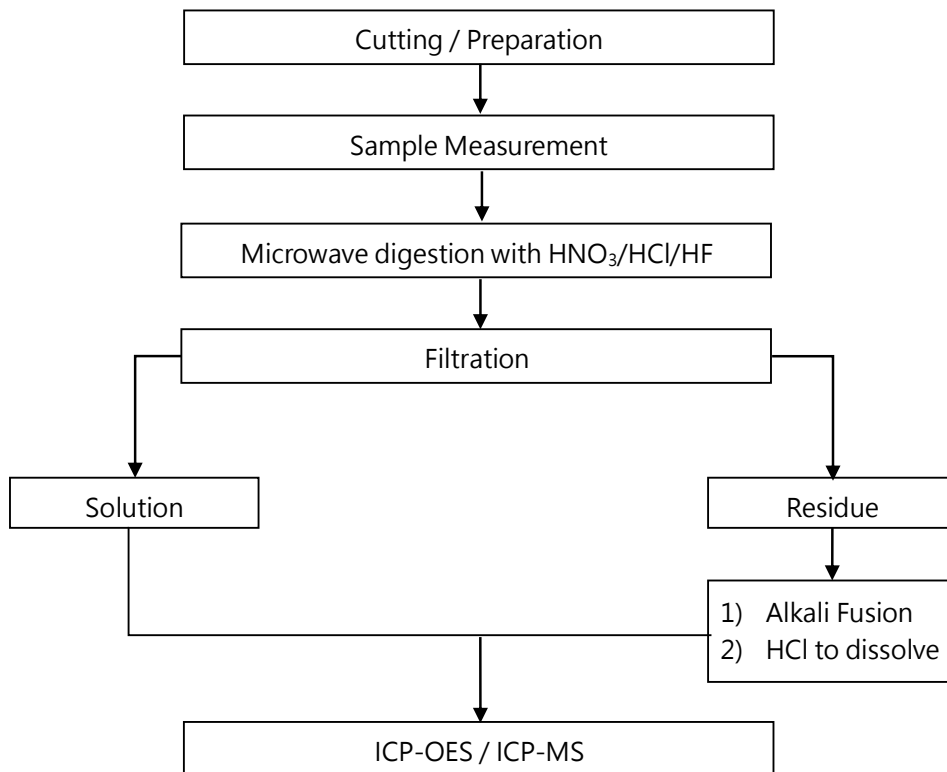 Cutting / Preparation
Sample Measurement
Microwave digestion with HNO₃/HCl/HF
Filtration
Solution
Residue
1) Alkali Fusion
2) HCl to dissolve
ICP-OES / ICP-MS